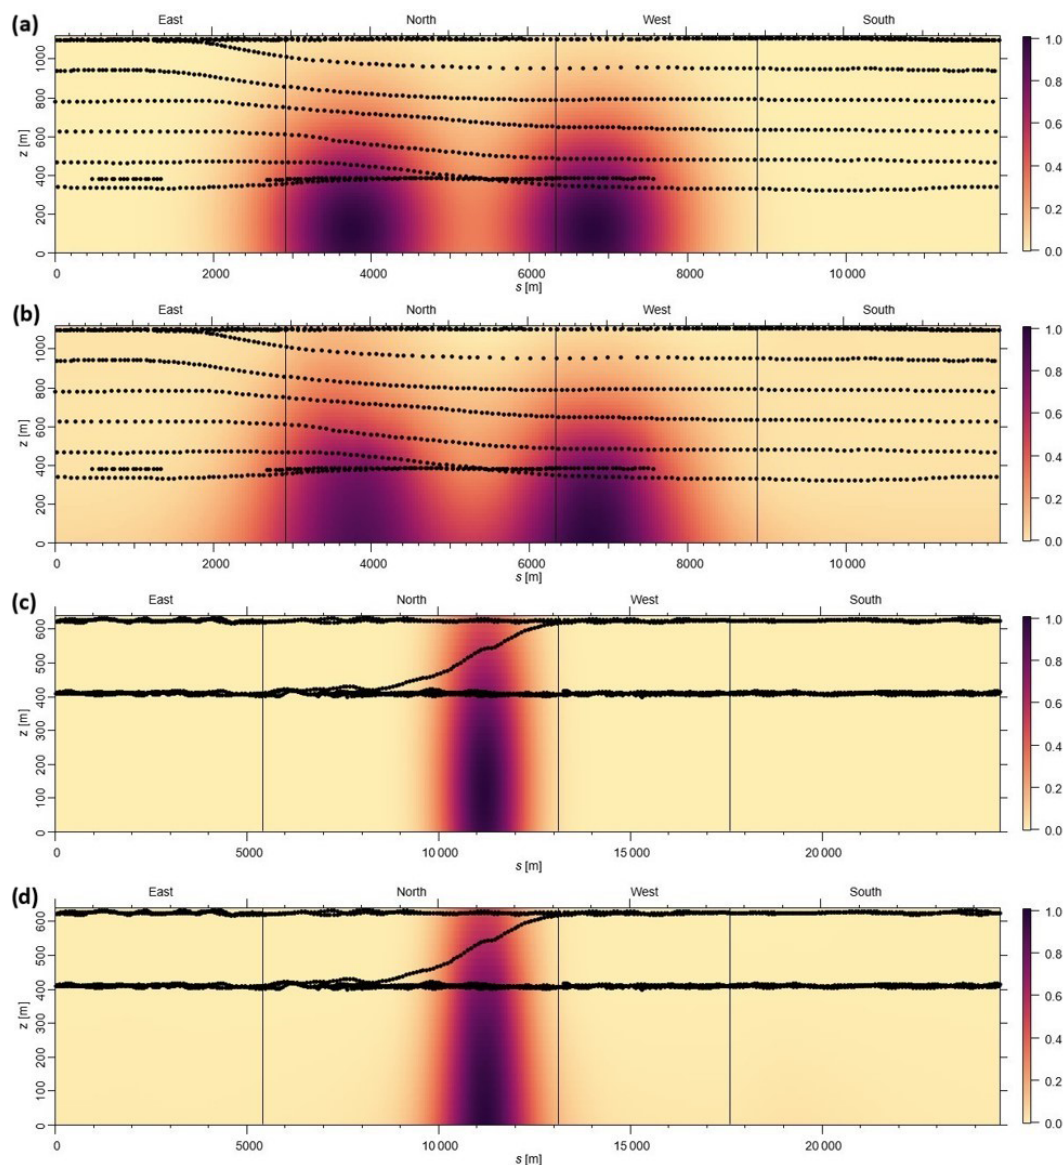 (a)
East North West South
z [m]
0 200 400 600 800 1000
0 2000 4000 6000 8000 10 000
s [m]
0.0 0.2 0.4 0.6 0.8 1.0
(b)
East North West South
z [m]
0 200 400 600 800 1000
0 2000 4000 6000 8000 10 000
s [m]
0.0 0.2 0.4 0.6 0.8 1.0
(c)
East North West South
z [m]
0 100 200 300 400 500 600
0 5000 10 000 15 000 20 000
s [m]
0.0 0.2 0.4 0.6 0.8 1.0
(d)
East North West South
z [m]
0 100 200 300 400 500 600
0 5000 10 000 15 000 20 000
s [m]
0.0 0.2 0.4 0.6 0.8 1.0